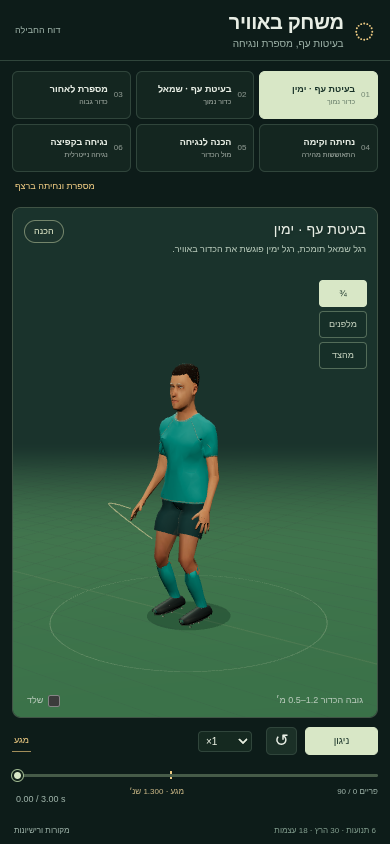 משחק באוויר
בעיטות עף, מספרת ונגיחה
דוח החבילה
01 בעיטת עף · ימין
כדור נמוך
02 בעיטת עף · שמאל
כדור נמוך
03 מספרת לאחור
כדור גבוה
04 נחיתה וקימה
התאוששות מהירה
05 הכנה לנגיחה
מול הכדור
06 נגיחה בקפיצה
נגיחה נייטרלית
מספרת ונחיתה ברצף
בעיטת עף · ימין
הכנה
רגל שמאל תומכת, רגל ימין פוגשת את הכדור באוויר.
¾
מלפנים
מהצד
גובה הכדור 0.5–1.2 מ׳
שלד
ניגון
↺
×1
מגע
פריים 0 / 90
מגע · 1.300 שנ׳
0.00 / 3.00 s
6 תנועות · 30 הרץ · 18 עצמות
מקורות ורישיונות